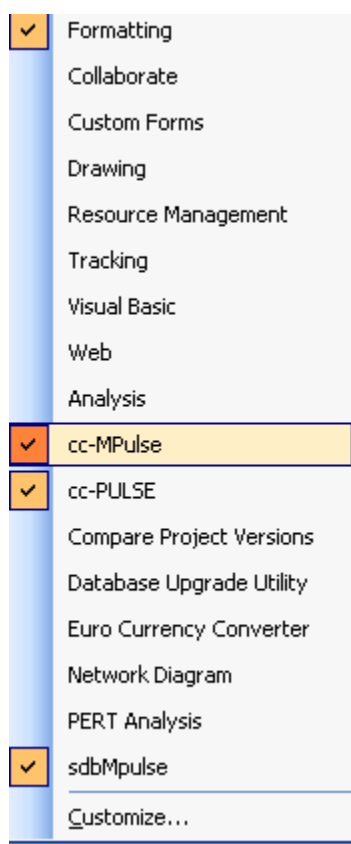 Formatting
Collaborate
Custom Forms
Drawing
Resource Management
Tracking
Visual Basic
Web
Analysis
cc-MPulse
cc-PULSE
Compare Project Versions
Database Upgrade Utility
Euro Currency Converter
Network Diagram
PERT Analysis
sdbMpulse
Customize...